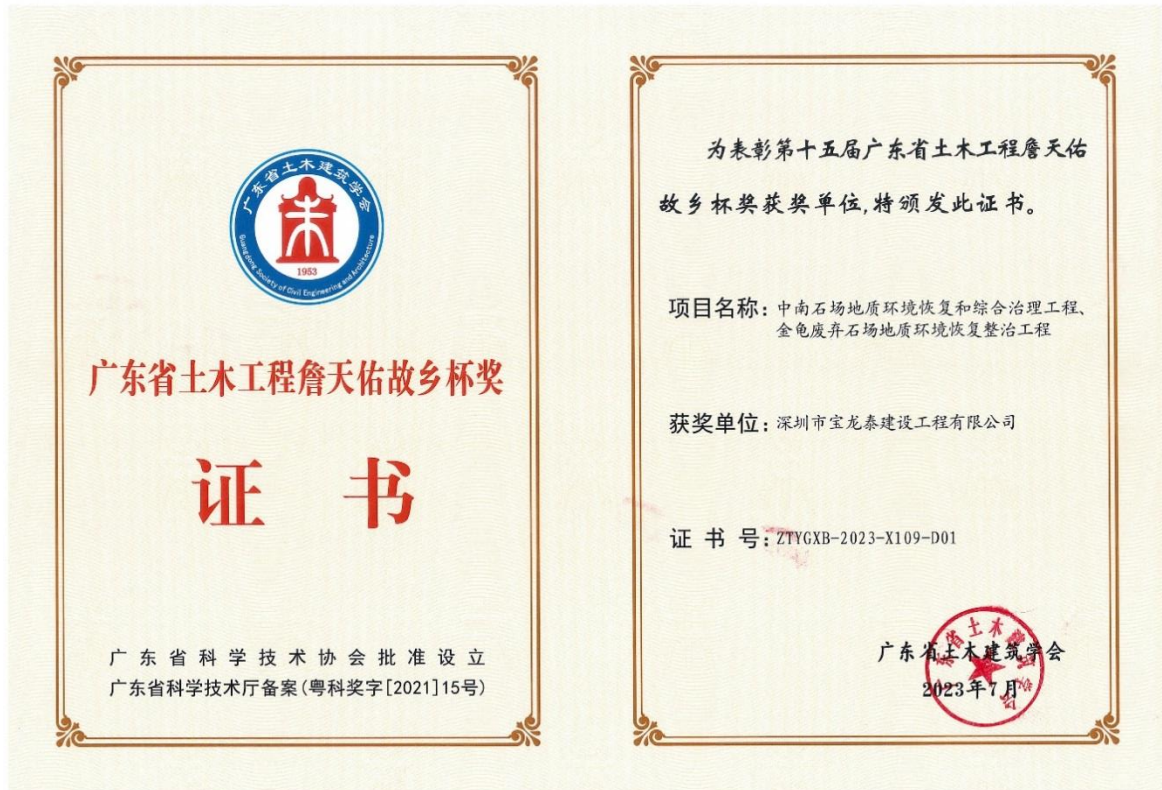 广东省土木建筑学会
1953
Guangdong Society of Civil Engineering and Architecture
广东省土木工程詹天佑故乡杯奖
证 书
广东省科学技术协会批准设立
广东省科学技术厅备案(粤科奖字[2021]15号)
为表彰第十五届广东省土木工程詹天佑
故乡杯奖获奖单位,特颁发此证书。
项目名称:中南石场地质环境恢复和综合治理工程、
金龟废弃石场地质环境恢复整治工程
获奖单位:深圳市宝龙泰建设工程有限公司
证 书 号:ZTYGXB-2023-X109-D01
广东省土木建筑学会
2023年7月
广东省土木建筑学会